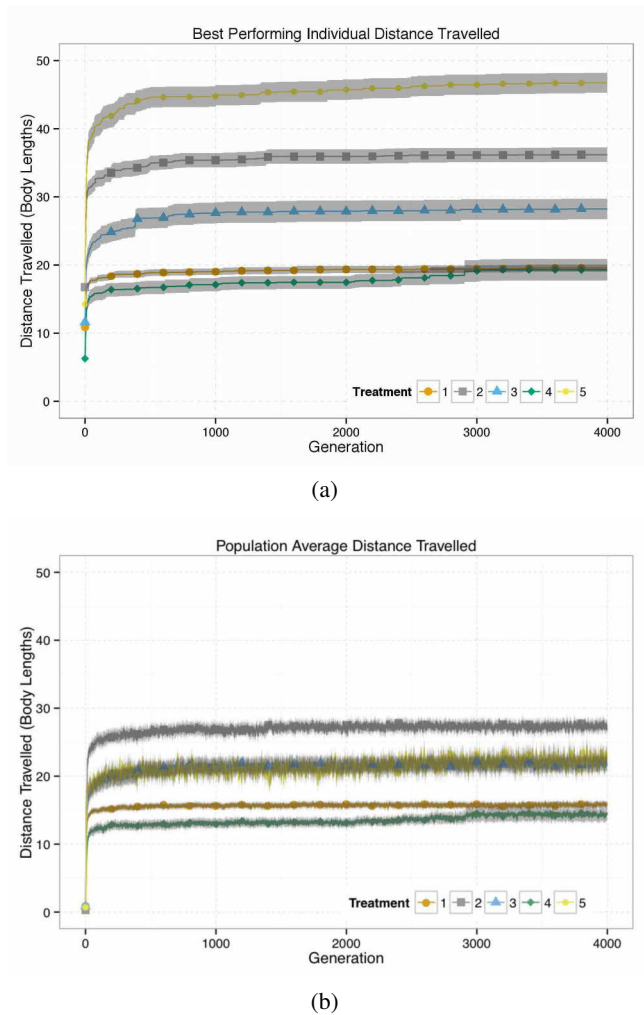 Best Performing Individual Distance Travelled
50
40
30
20
10
0
Distance Travelled (Body Lengths)
Treatment 1 2 3 4 5
0 1000 2000 3000 4000
Generation
(a)
Population Average Distance Travelled
50
40
30
20
10
0
Distance Travelled (Body Lengths)
Treatment 1 2 3 4 5
0 1000 2000 3000 4000
Generation
(b)